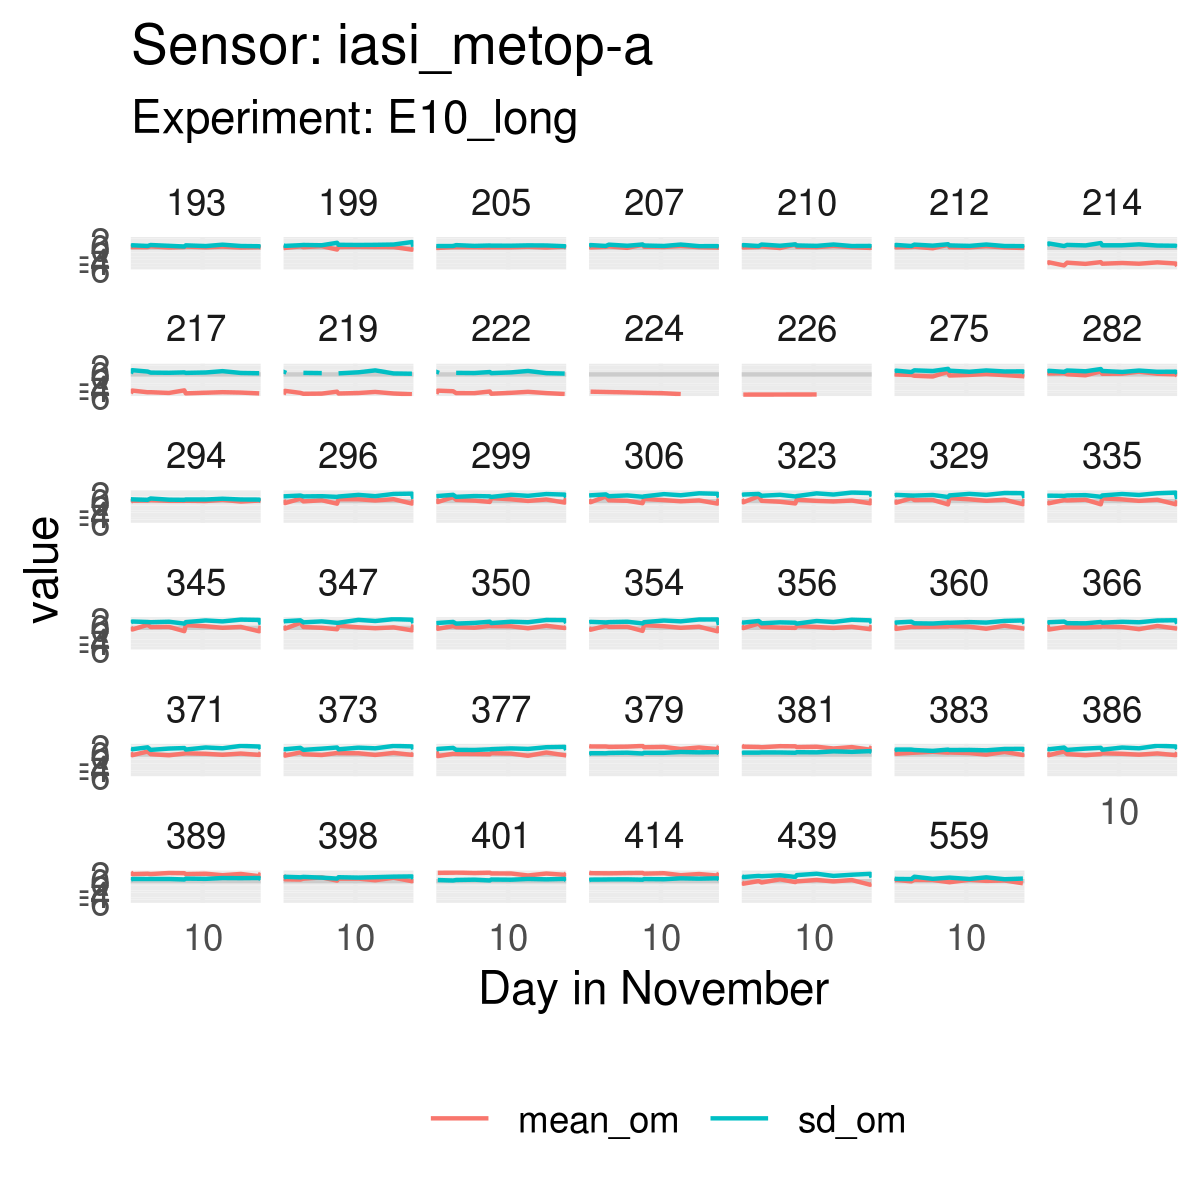 Sensor: iasi_metop-a
Experiment: E10_long
193 199 205 207 210 212 214
217 219 222 224 226 275 282
294 296 299 306 323 329 335
value
345 347 350 354 356 360 366
371 373 377 379 381 383 386
10
389 398 401 414 439 559
10 10 10 10 10 10
Day in November
mean_om sd_om